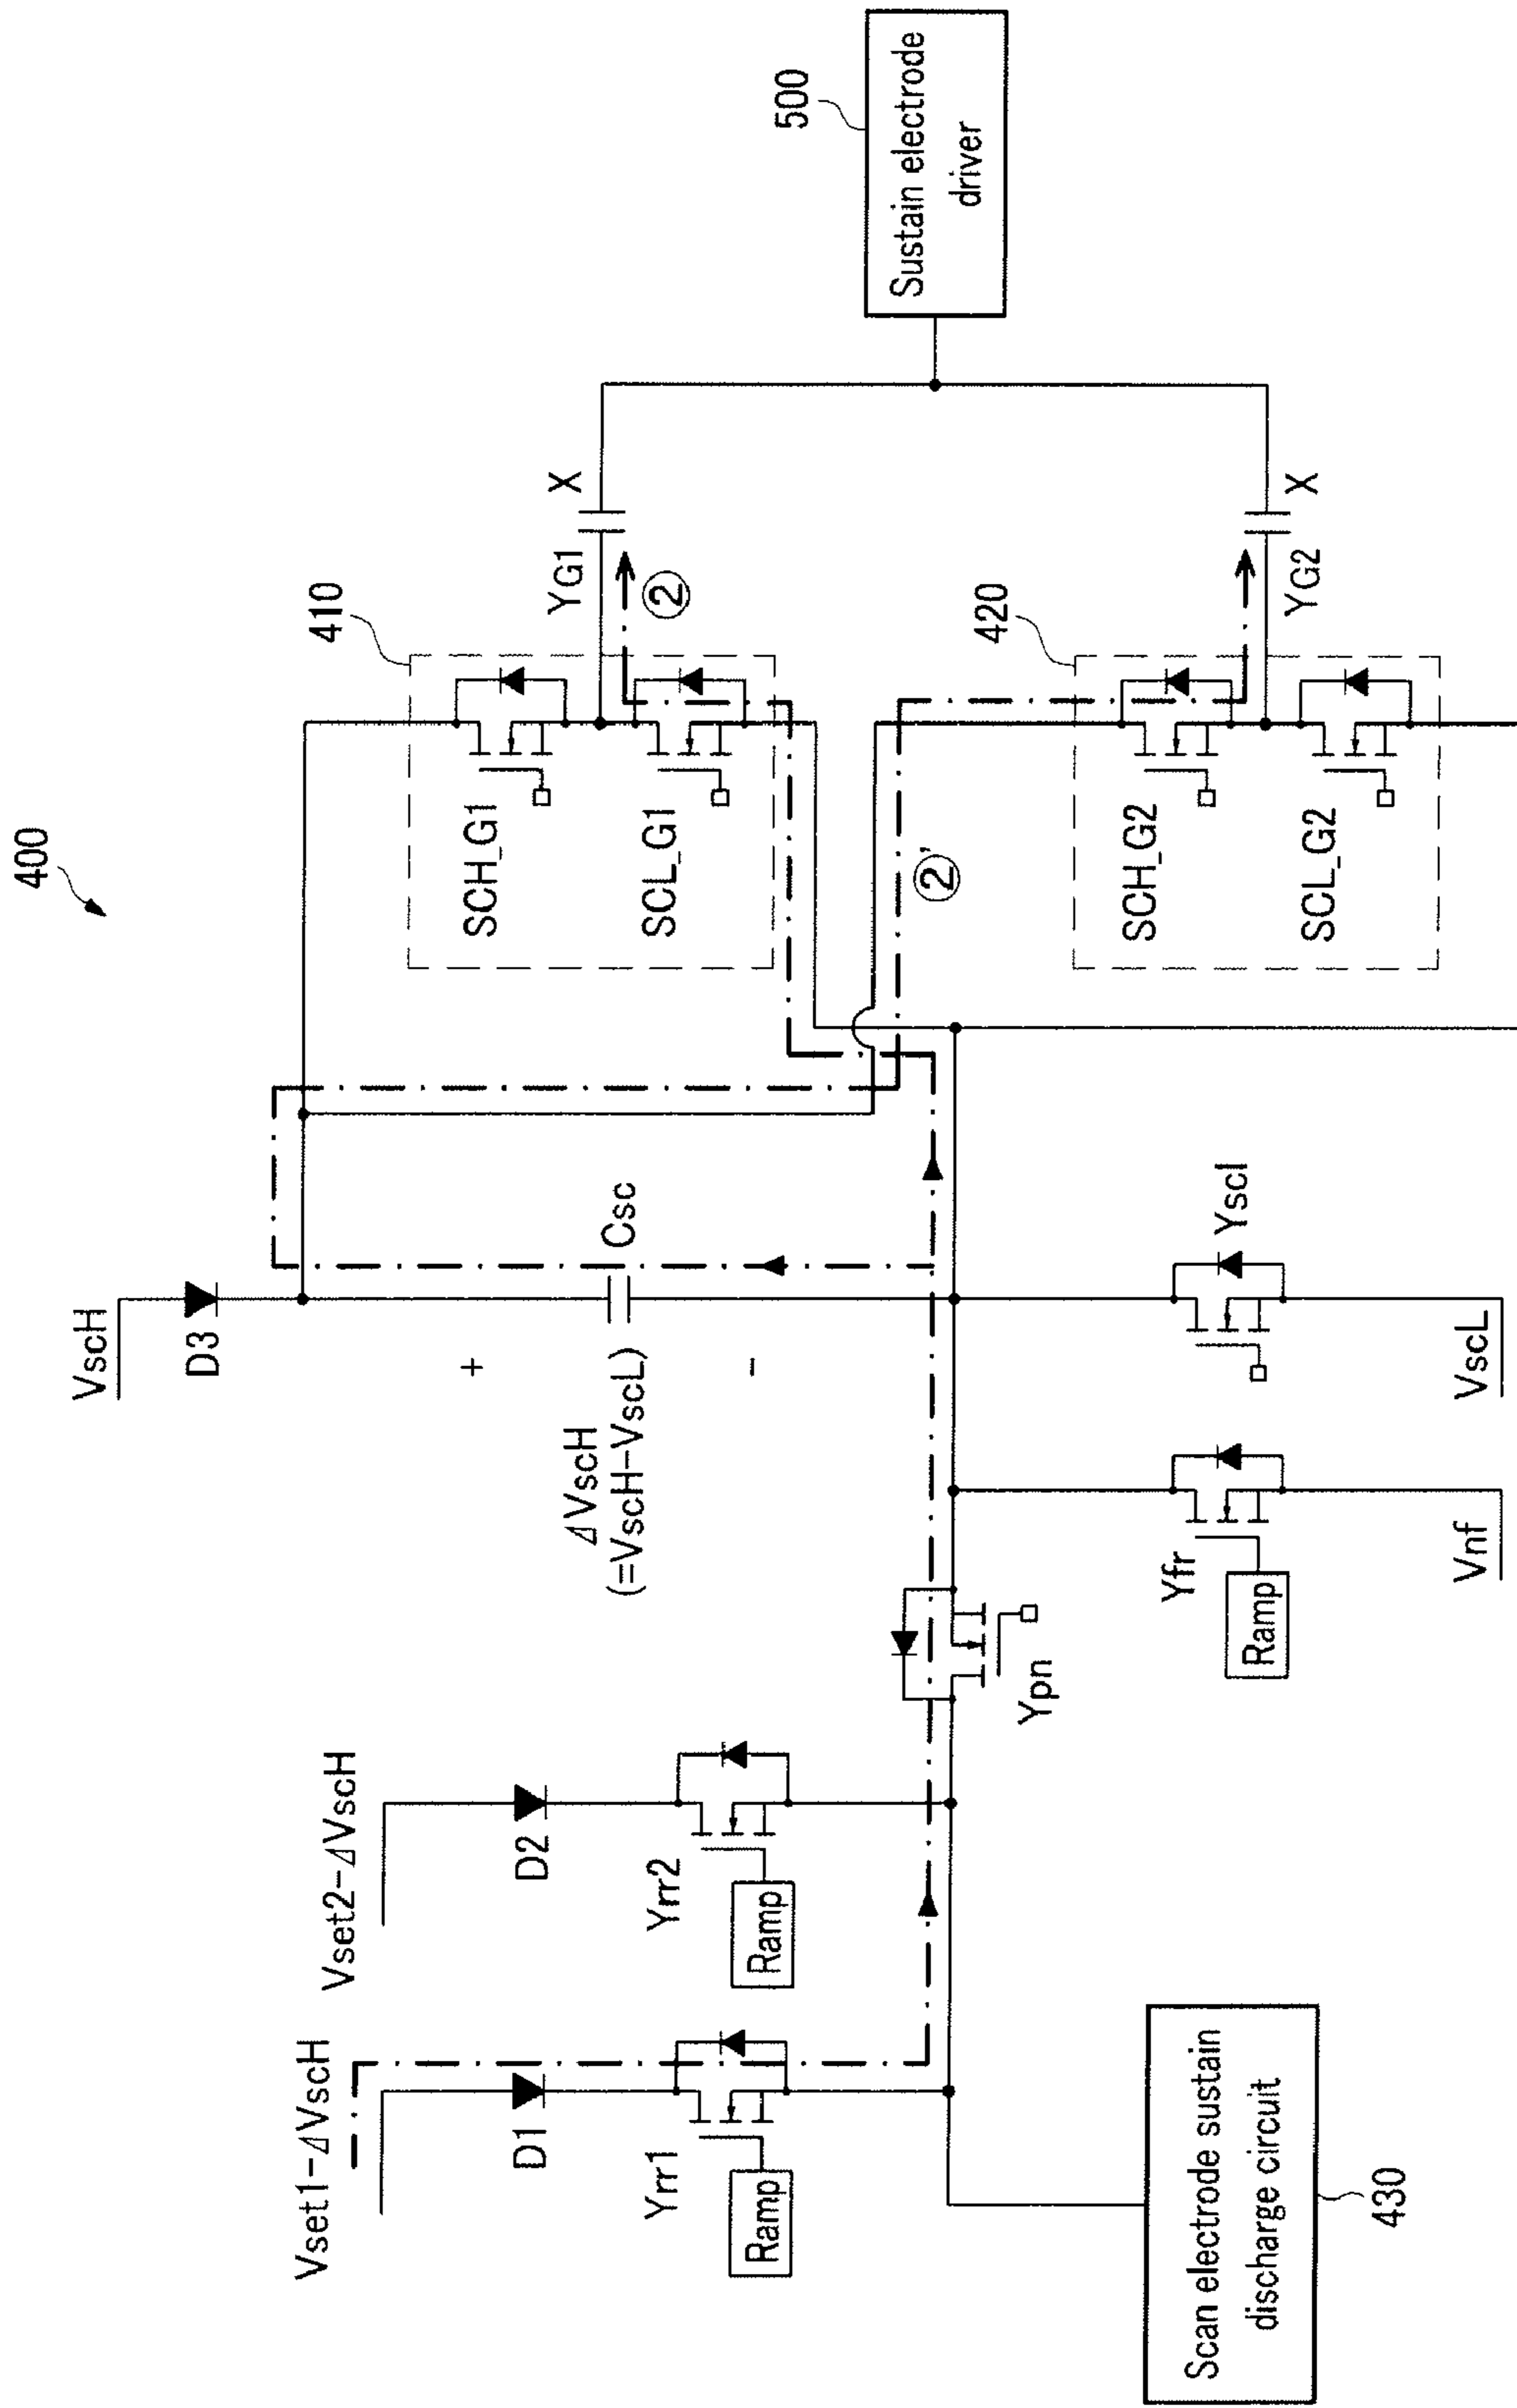 400
VscH
D3
+
ΔVscH
(=VscH-VscL)
-
Csc
Vset1-ΔVscH
D1
Yrr1
Ramp
Vset2-ΔVscH
D2
Yrr2
Ramp
Ypn
Yfr
Ramp
Vnf
Yscl
VscL
Scan electrode sustain
discharge circuit
430
410
SCH_G1
SCL_G1
YG1
X
②
②'
420
SCH_G2
SCL_G2
YG2
X
500
Sustain electrode
driver